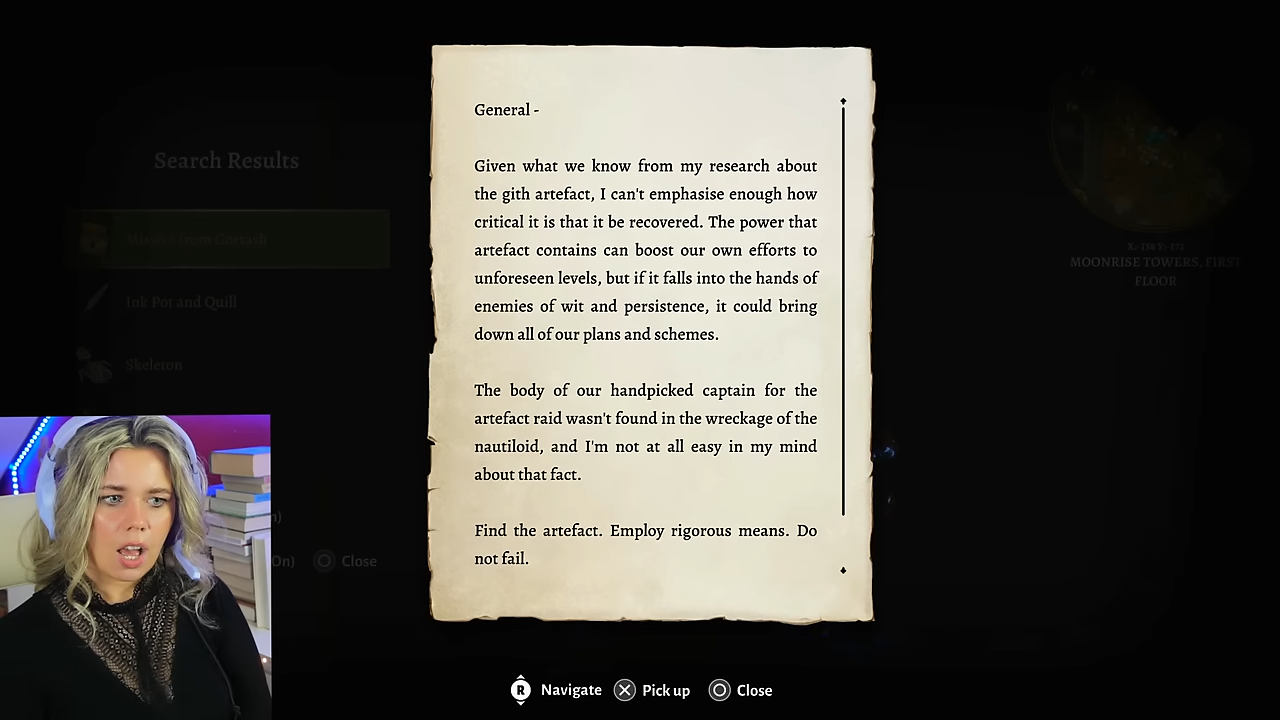 General -
Given what we know from my research about
the gith artefact, I can't emphasise enough how
critical it is that it be recovered. The power that
artefact contains can boost our own efforts to
unforeseen levels, but if it falls into the hands of
enemies of wit and persistence, it could bring
down all of our plans and schemes.
The body of our handpicked captain for the
artefact raid wasn't found in the wreckage of the
nautiloid, and I'm not at all easy in my mind
about that fact.
Find the artefact. Employ rigorous means. Do
not fail.
Search Results
Missive from Gortash
Ink Pot and Quill
Skeleton
On) Close
MOONRISE TOWERS, FIRST
FLOOR
R Navigate Pick up Close